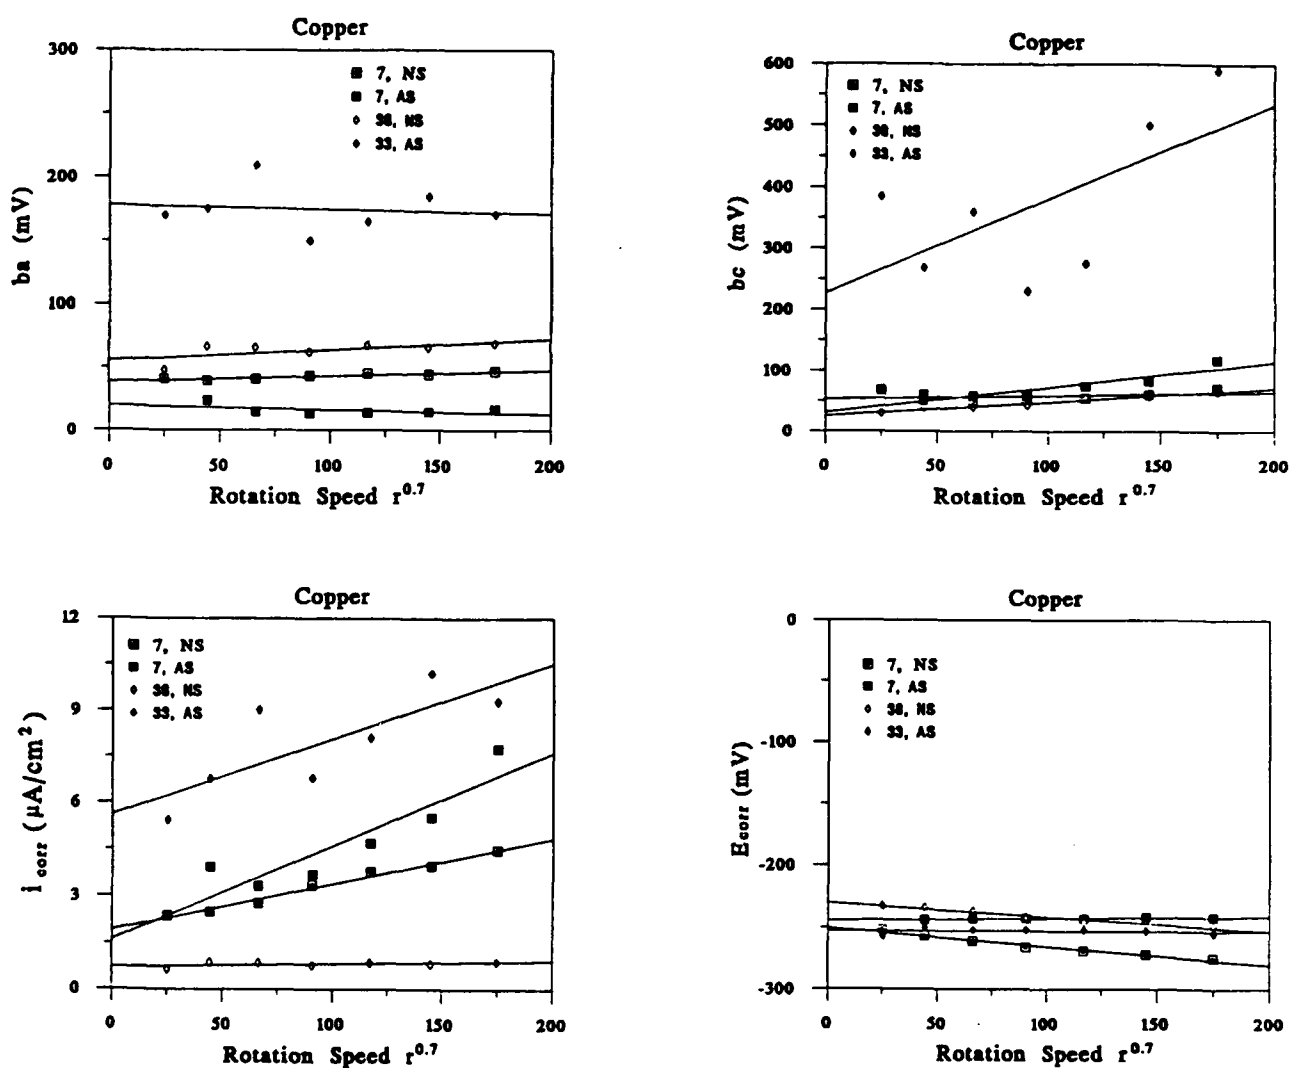 Copper
300
200
100
0
ba (mV)
7, NS
7, AS
36, NS
33, AS
0 50 100 150 200
Rotation Speed r^0.7
Copper
600
500
400
300
200
100
0
bc (mV)
7, NS
7, AS
36, NS
33, AS
0 50 100 150 200
Rotation Speed r^0.7
Copper
12
9
6
3
0
i corr (μA/cm²)
7, NS
7, AS
36, NS
33, AS
0 50 100 150 200
Rotation Speed r^0.7
Copper
0
-100
-200
-300
Ecorr (mV)
7, NS
7, AS
36, NS
33, AS
0 50 100 150 200
Rotation Speed r^0.7